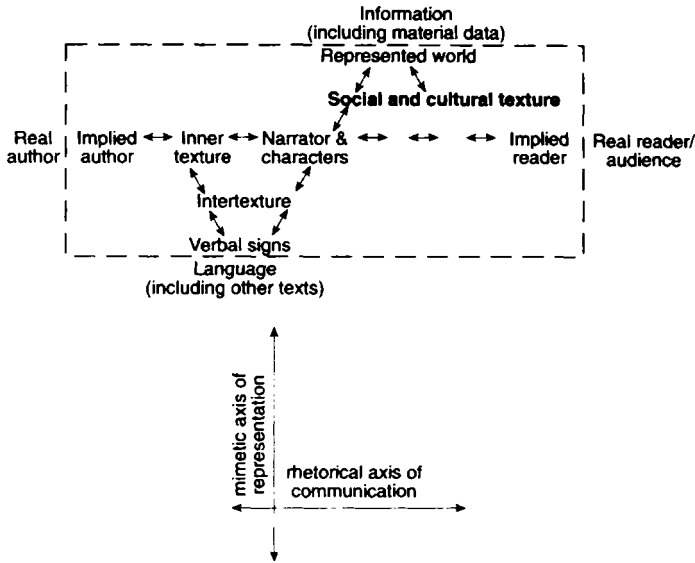 Information
(including material data)
Represented world
Social and cultural texture
Real author
Implied author
Inner texture
Narrator & characters
Implied reader
Real reader/ audience
Intertexture
Verbal signs
Language
(including other texts)
mimetic axis of
representation
rhetorical axis of
communication